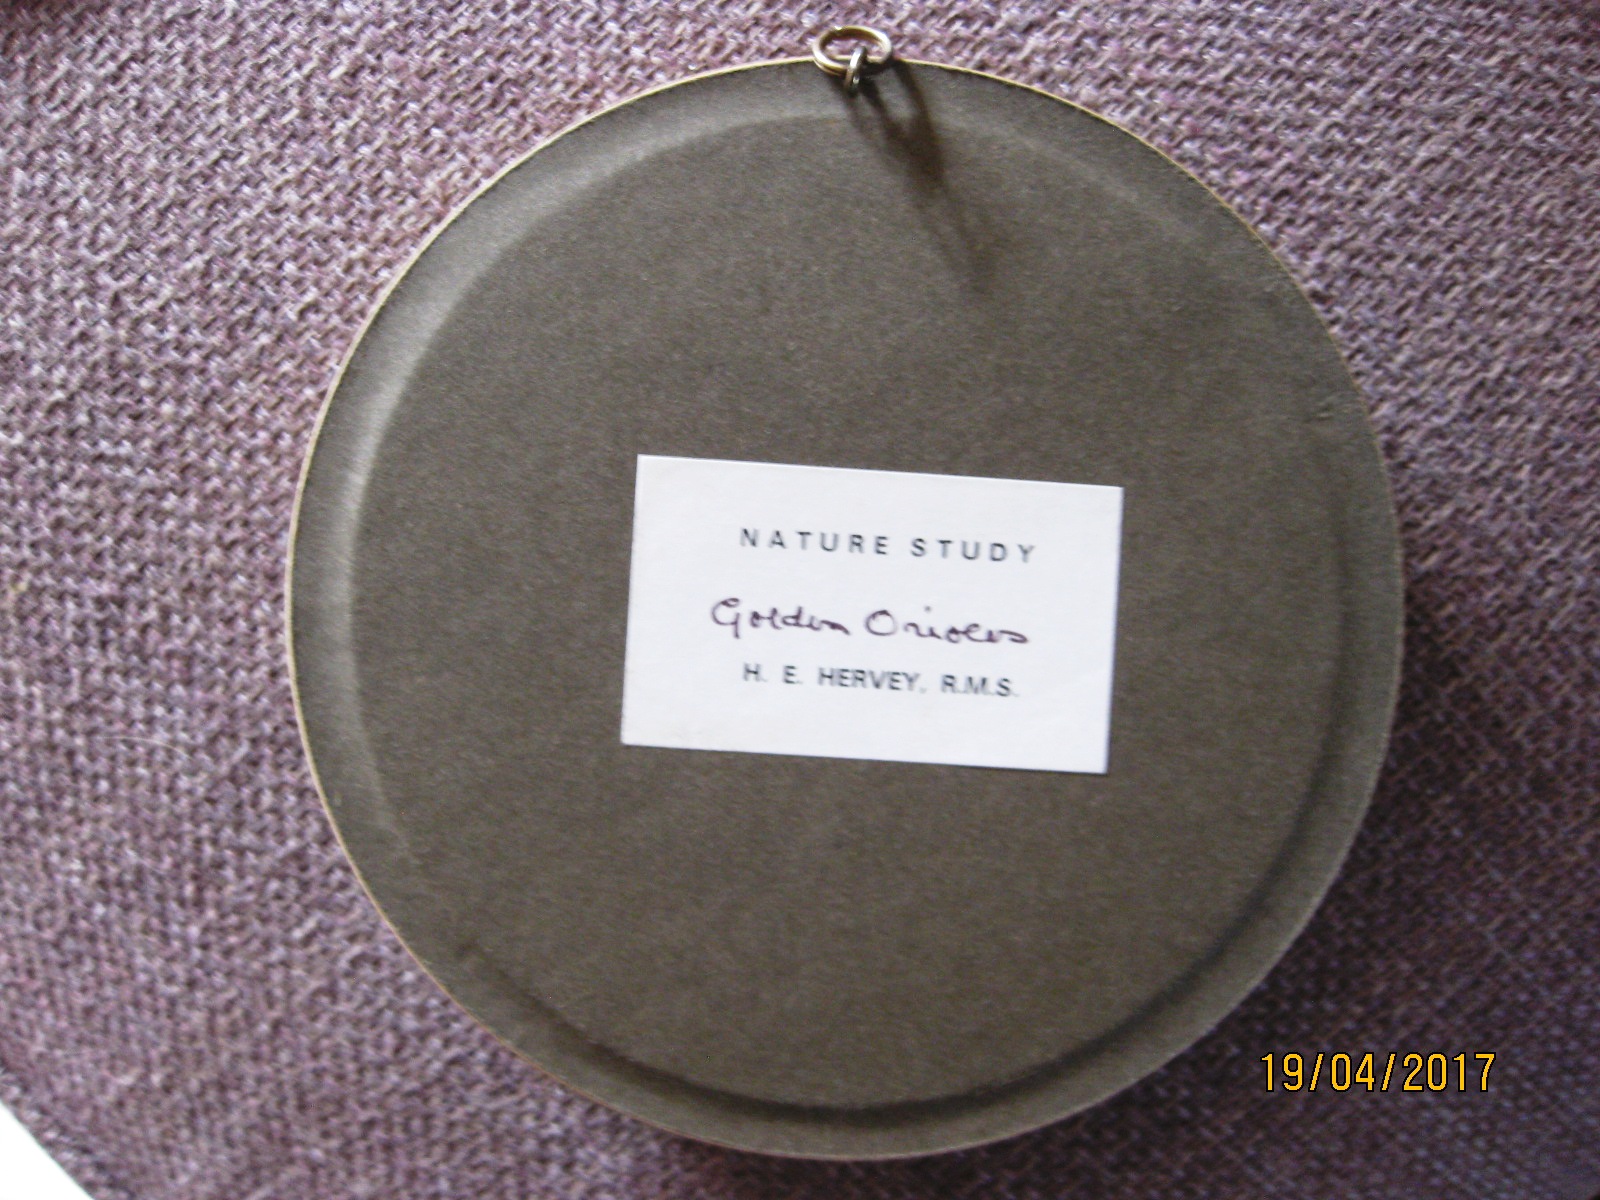 NATURE STUDY
Golden Orioles
H. E. HERVEY. R.M.S.
19/04/2017